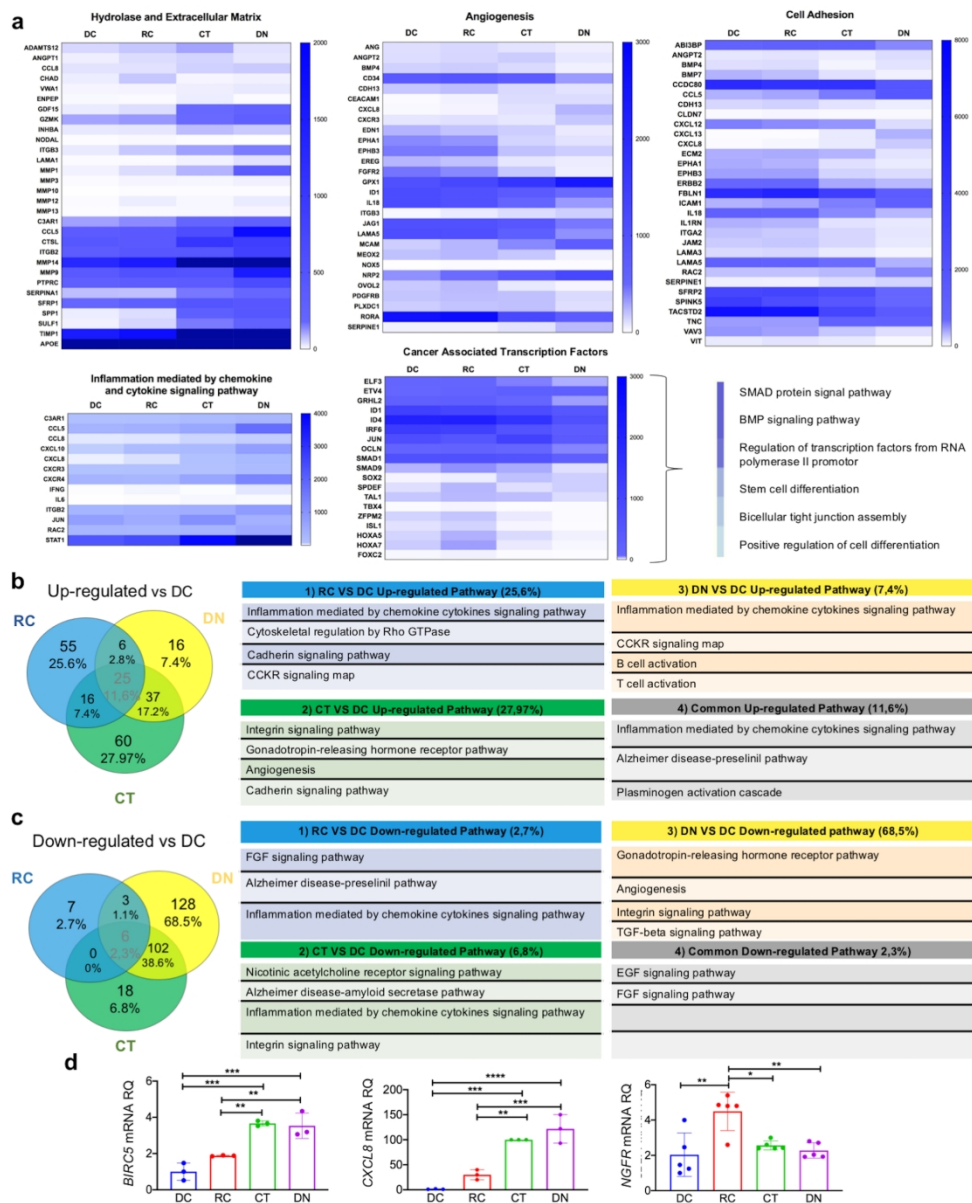 a
Hydrolase and Extracellular Matrix
DC RC CT DN
ADAMTS12
ANGPT1
CCL8
CHAD
VWA1
ENPEP
GDF15
GZMK
INHBA
NODAL
ITGB3
LAMA1
MMP1
MMP3
MMP10
MMP12
MMP13
C3AR1
CCL5
CTSL
ITGB2
MMP14
MMP9
PTPRC
SERPINA1
SFRP1
SPP1
SULF1
TIMP1
APOE
2000
1500
1000
500
0
Angiogenesis
DC RC CT DN
ANG
ANGPT2
BMP4
CD34
CDH13
CEACAM1
CXCL8
CXCR3
EDN1
EPHA1
EPHB3
EREG
FGFR2
GPX1
ID1
IL18
ITGB3
JAG1
LAMA5
MCAM
MEOX2
NOX5
NRP2
OVOL2
PDGFRB
PLXDC1
RORA
SERPINE1
3000
2000
1000
0
Cell Adhesion
DC RC CT DN
ABI3BP
ANGPT2
BMP4
BMP7
CCDC80
CCL5
CDH13
CLDN7
CXCL12
CXCL13
CXCL8
ECM2
EPHA1
EPHB3
ERBB2
FBLN1
ICAM1
IL18
IL1RN
ITGA2
JAM2
LAMA3
LAMA5
RAC2
SERPINE1
SFRP2
SPINK5
TACSTD2
TNC
VAV3
VIT
8000
6000
4000
2000
0
Inflammation mediated by chemokine
and cytokine signaling pathway
DC RC CT DN
C3AR1
CCL5
CCL8
CXCL10
CXCL6
CXCR3
CXCR4
IFNG
IL6
ITGB2
JUN
RAC2
STAT1
4000
3000
2000
1000
Cancer Associated Transcription Factors
DC RC CT DN
ELF3
ETV4
GRHL2
ID1
ID4
IRF6
JUN
OCLN
SMAD1
SMAD9
SOX2
SPDEF
TAL1
TBX4
ZFPM2
ISL1
HOXA5
HOXA7
FOXC2
3000
2000
1000
0
SMAD protein signal pathway
BMP signaling pathway
Regulation of transcription factors from RNA
polymerase II promotor
Stem cell differentiation
Bicellular tight junction assembly
Positive regulation of cell differentiation
b
Up-regulated vs DC
RC
DN
55
25.6%
6
2.8%
16
7.4%
25
11,6%
16
7.4%
37
17.2%
60
27.97%
CT
1) RC VS DC Up-regulated Pathway (25,6%)
Inflammation mediated by chemokine cytokines signaling pathway
Cytoskeletal regulation by Rho GTPase
Cadherin signaling pathway
CCKR signaling map
2) CT VS DC Up-regulated Pathway (27,97%)
Integrin signaling pathway
Gonadotropin-releasing hormone receptor pathway
Angiogenesis
Cadherin signaling pathway
3) DN VS DC Up-regulated Pathway (7,4%)
Inflammation mediated by chemokine cytokines signaling pathway
CCKR signaling map
B cell activation
T cell activation
4) Common Up-regulated Pathway (11,6%)
Inflammation mediated by chemokine cytokines signaling pathway
Alzheimer disease-preselinil pathway
Plasminogen activation cascade
c
Down-regulated vs DC
RC
DN
7
2.7%
3
1.1%
128
68.5%
6
2,3%
0
0%
102
38.6%
18
6.8%
CT
1) RC VS DC Down-regulated Pathway (2,7%)
FGF signaling pathway
Alzheimer disease-preselinil pathway
Inflammation mediated by chemokine cytokines signaling pathway
2) CT VS DC Down-regulated Pathway (6,8%)
Nicotinic acetylcholine receptor signaling pathway
Alzheimer disease-amyloid secretase pathway
Inflammation mediated by chemokine cytokines signaling pathway
Integrin signaling pathway
3) DN VS DC Down-regulated pathway (68,5%)
Gonadotropin-releasing hormone receptor pathway
Angiogenesis
Integrin signaling pathway
TGF-beta signaling pathway
4) Common Down-regulated Pathway 2,3%)
EGF signaling pathway
FGF signaling pathway
d
BIRC5 mRNA RQ
6
4
2
0
***
***
**
**
DC RC CT DN
CXCL8 mRNA RQ
200
150
100
50
0
****
***
***
**
DC RC CT DN
NGFR mRNA RQ
6
4
2
0
**
**
*
DC RC CT DN